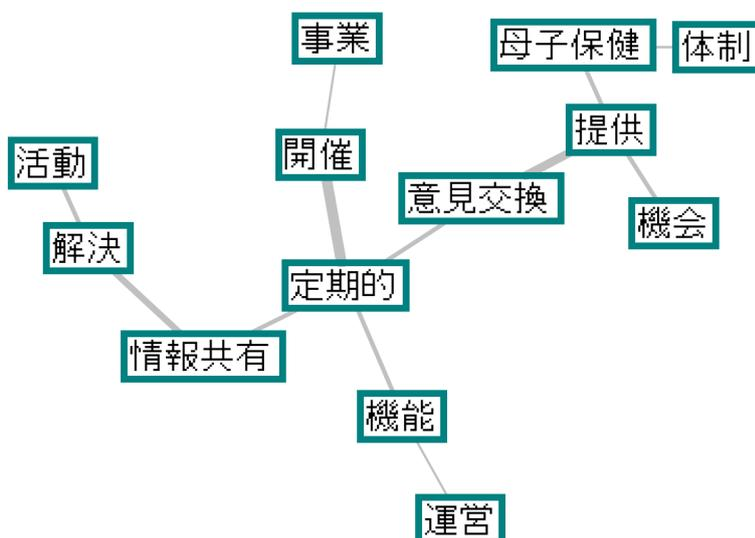 事業
母子保健
体制
提供
活動
開催
意見交換
機会
解決
定期的
情報共有
機能
運営